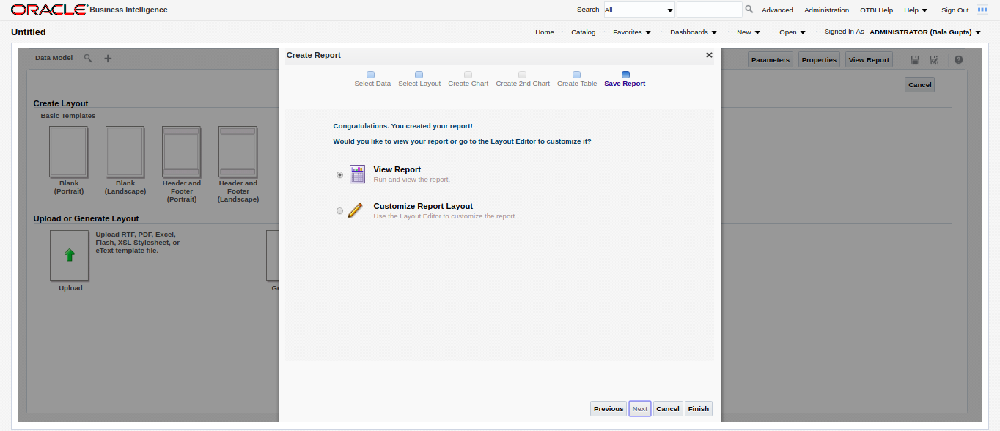 ORACLE Business Intelligence
Search All Advanced Administration OTBI Help Help Sign Out
Untitled
Home Catalog Favorites Dashboards New Open Signed In As ADMINISTRATOR (Bala Gupta)
Data Model
Parameters Properties View Report
Cancel
Create Layout
Basic Templates
Blank
(Portrait)
Blank
(Landscape)
Header and
Footer
(Portrait)
Header and
Footer
(Landscape)
Upload or Generate Layout
Upload RTF, PDF, Excel,
Flash, XSL Stylesheet, or
eText template file.
Upload
Create Report
Select Data Select Layout Create Chart Create 2nd Chart Create Table Save Report
Congratulations. You created your report!
Would you like to view your report or go to the Layout Editor to customize it?
View Report
Run and view the report.
Customize Report Layout
Use the Layout Editor to customize the report.
Previous Next Cancel Finish